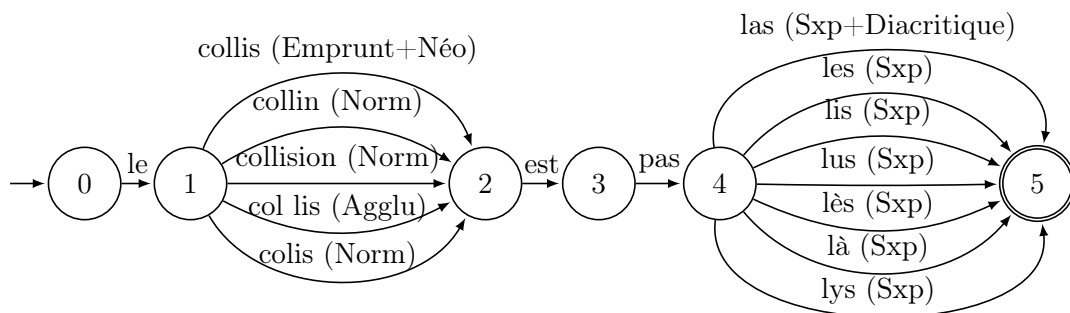 las (Sxp+Diacritique)
collis (Emprunt+Néo)
les (Sxp)
collin (Norm)
lis (Sxp)
le
collision (Norm)
est
pas
lus (Sxp)
0
1
2
3
4
5
col lis (Agglu)
lès (Sxp)
colis (Norm)
là (Sxp)
lys (Sxp)